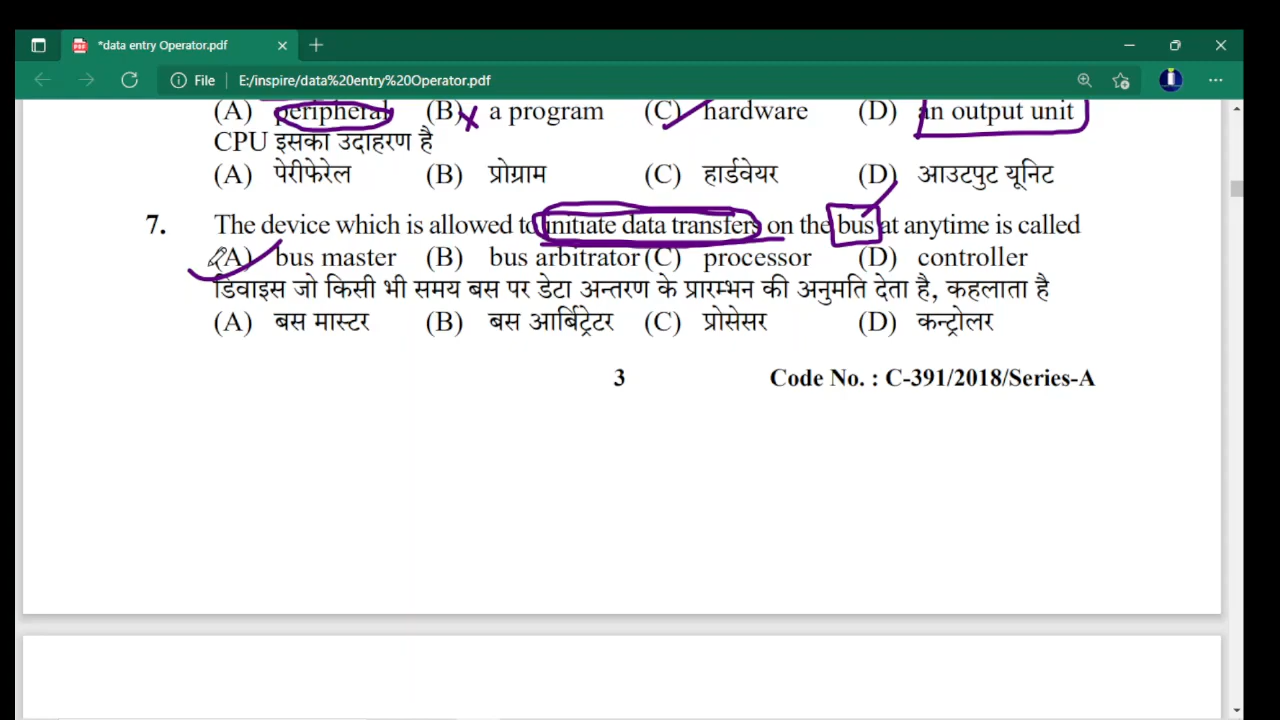 *data entry Operator.pdf
File E:/inspire/data%20entry%20Operator.pdf
(A) peripheral (B) a program (C) hardware (D) an output unit
CPU इसका उदाहरण है
(A) पेरीफेरेल (B) प्रोग्राम (C) हार्डवेयर (D) आउटपुट यूनिट
7. The device which is allowed to initiate data transfers on the bus at anytime is called
(A) bus master (B) bus arbitrator (C) processor (D) controller
डिवाइस जो किसी भी समय बस पर डेटा अन्तरण के प्रारम्भन की अनुमति देता है, कहलाता है
(A) बस मास्टर (B) बस आर्बिट्रेटर (C) प्रोसेसर (D) कन्ट्रोलर
3 Code No. : C-391/2018/Series-A